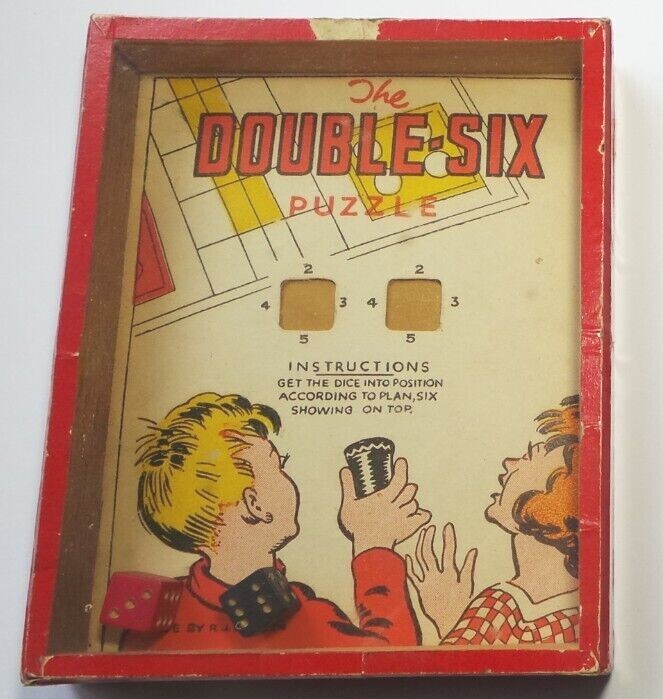 The
DOUBLE-SIX
PUZZLE
2 2
4 3 4 3
5 5
INSTRUCTIONS
GET THE DICE INTO POSITION
ACCORDING TO PLAN, SIX
SHOWING ON TOP.
E BY R.J.